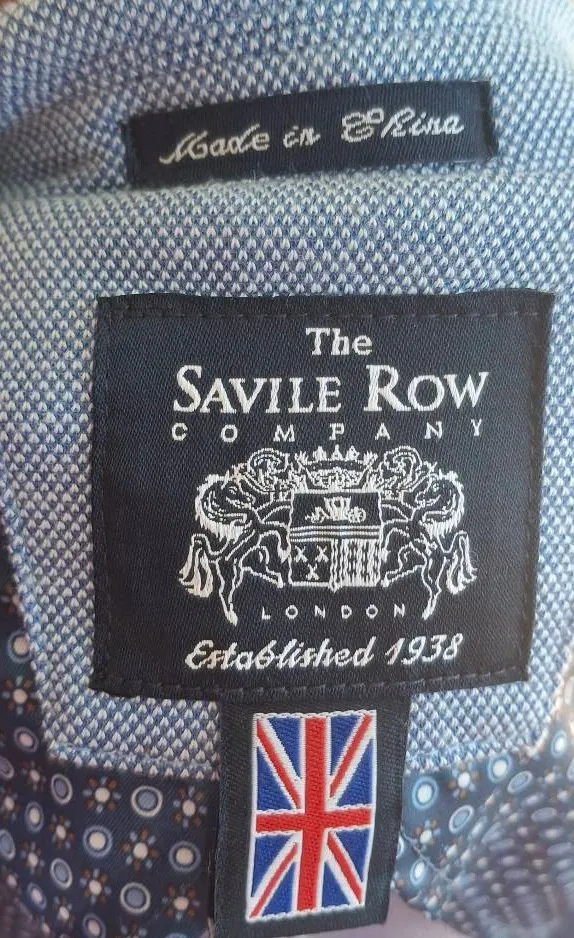 Made in China
The
SAVILE ROW
COMPANY
LONDON
Established 1938